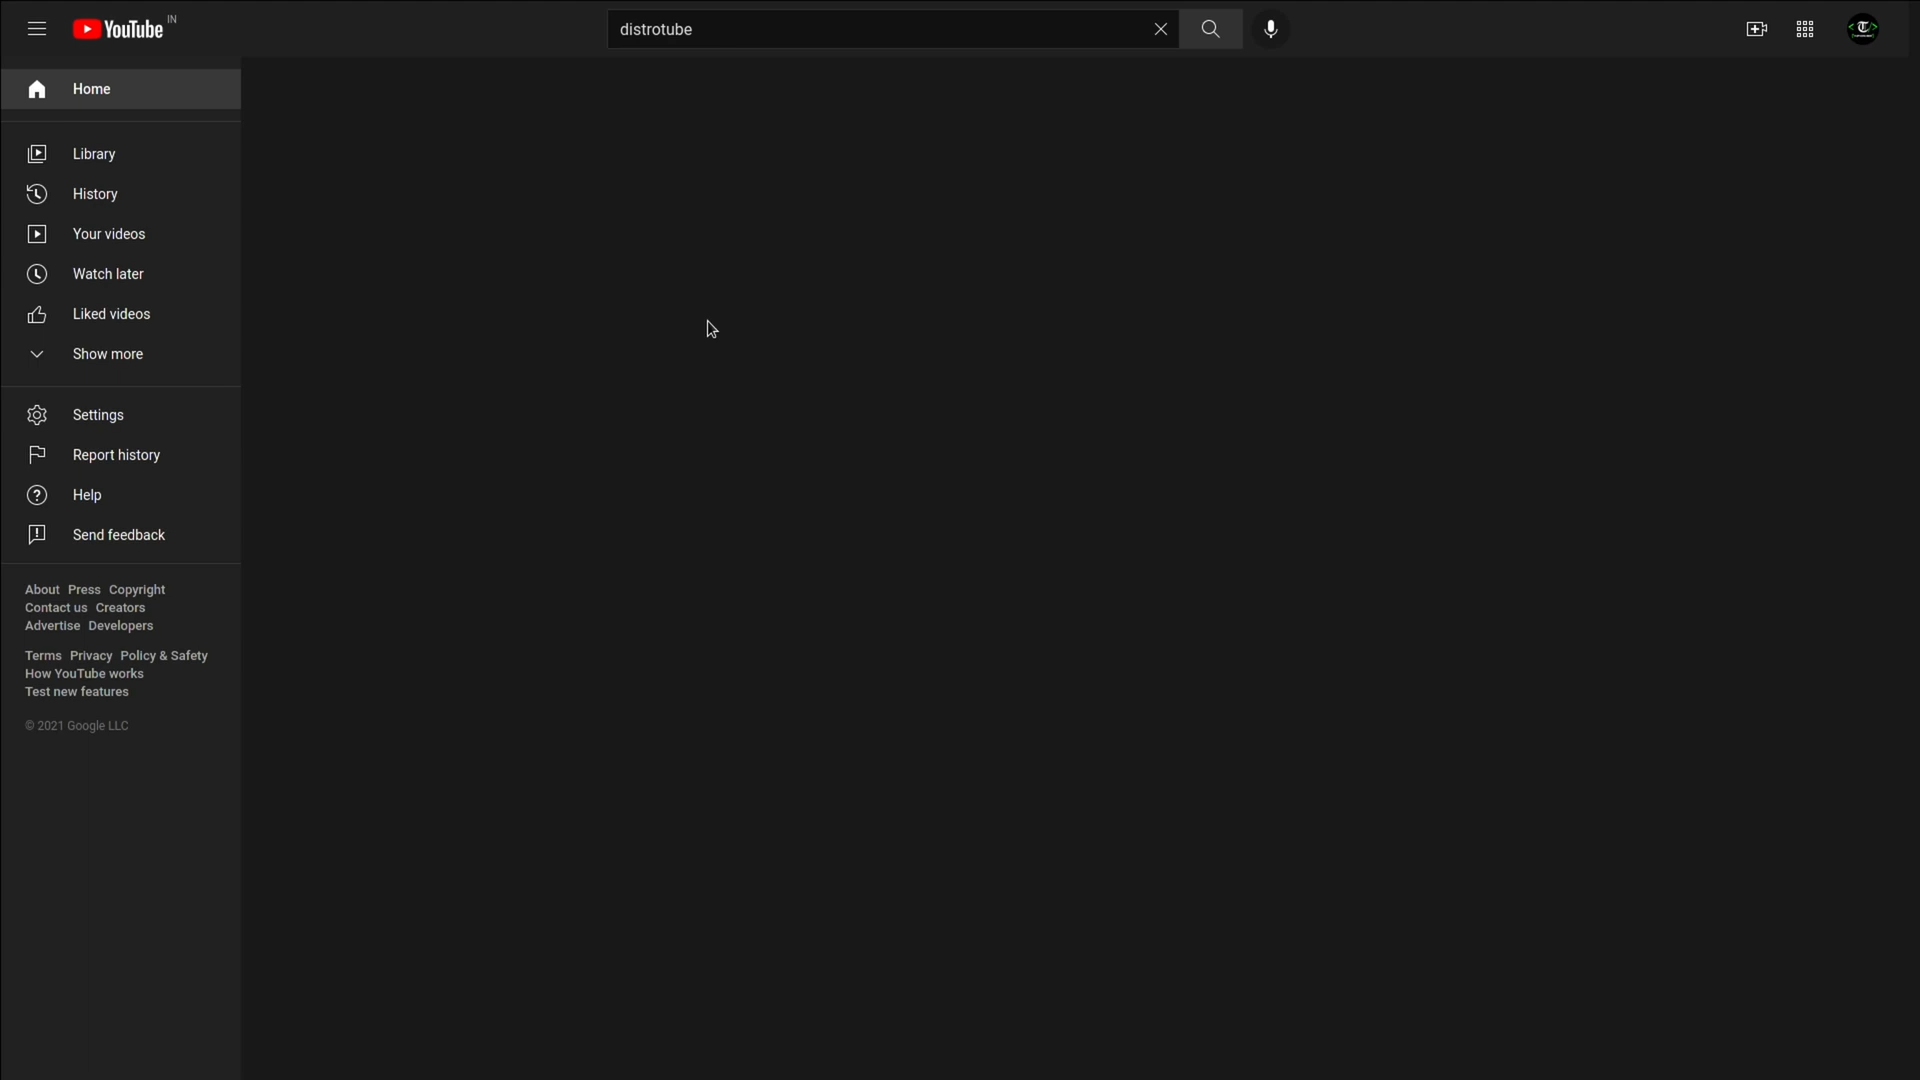 YouTube IN
distrotube
Home
Library
History
Your videos
Watch later
Liked videos
Show more
Settings
Report history
Help
Send feedback
About Press Copyright
Contact us Creators
Advertise Developers
Terms Privacy Policy & Safety
How YouTube works
Test new features
© 2021 Google LLC